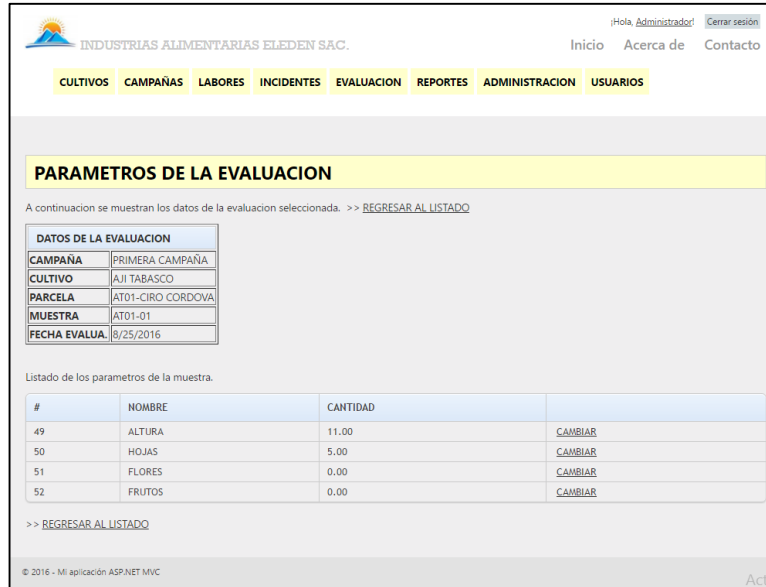 ¡Hola, Administrador! Cerrar sesión
INDUSTRIAS ALIMENTARIAS ELEDEN SAC.
Inicio Acerca de Contacto
CULTIVOS CAMPAÑAS LABORES INCIDENTES EVALUACION REPORTES ADMINISTRACION USUARIOS
PARAMETROS DE LA EVALUACION
A continuacion se muestran los datos de la evaluacion seleccionada. >> REGRESAR AL LISTADO
DATOS DE LA EVALUACION
CAMPAÑA PRIMERA CAMPAÑA
CULTIVO AJI TABASCO
PARCELA AT01-CIRO CORDOVA
MUESTRA AT01-01
FECHA EVALUA. 8/25/2016
Listado de los parametros de la muestra.
# NOMBRE CANTIDAD
49 ALTURA 11.00 CAMBIAR
50 HOJAS 5.00 CAMBIAR
51 FLORES 0.00 CAMBIAR
52 FRUTOS 0.00 CAMBIAR
>> REGRESAR AL LISTADO
© 2016 - Mi aplicación ASP.NET MVC
Act